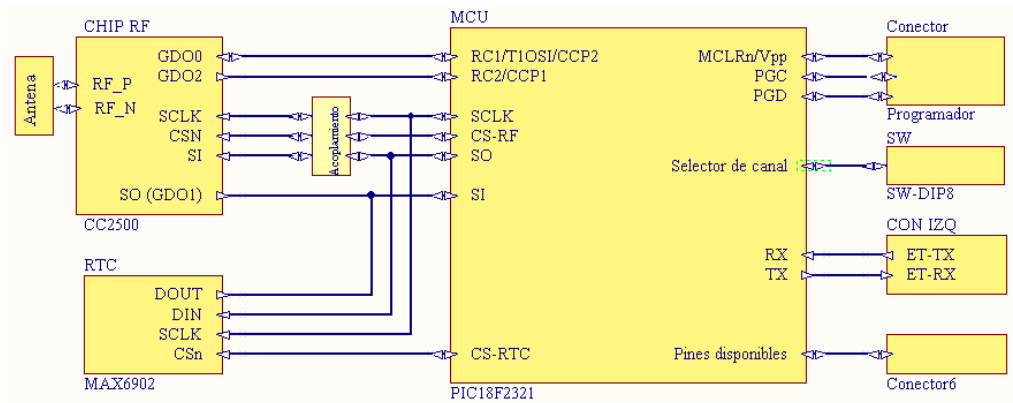 CHIP RF
GDO0
GDO2
RF_P
RF_N
SCLK
CSN
SI
SO (GDO1)
CC2500
Antena
Acoplamiento
RTC
DOUT
DIN
SCLK
CSn
MAX6902
MCU
RC1/T1OSI/CCP2
RC2/CCP1
SCLK
CS-RF
SO
SI
CS-RTC
MCLRn/Vpp
PGC
PGD
Selector de canal
RX
TX
Pines disponibles
PIC18F2321
Conector
Programador
SW
SW-DIP8
CON IZQ
ET-TX
ET-RX
Conector6